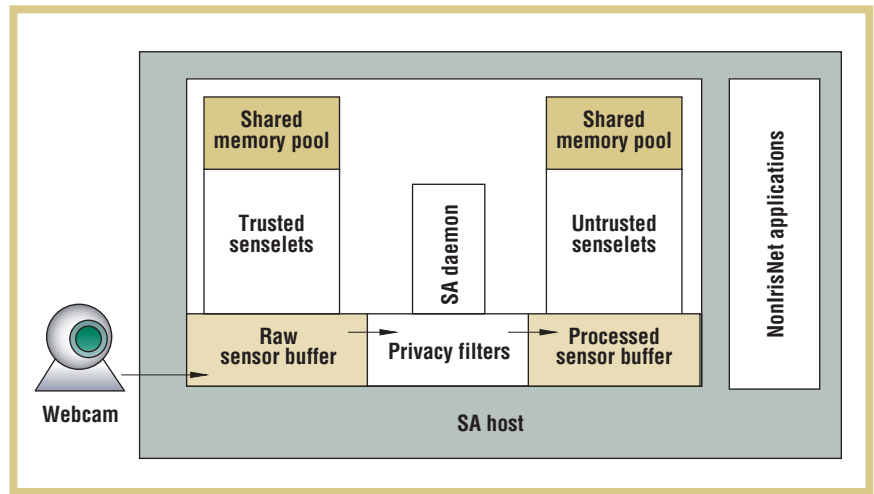 Shared
memory pool
Trusted
senselets
SA daemon
Shared
memory pool
Untrusted
senselets
NonIrisNet applications
Raw
sensor buffer
Privacy filters
Processed
sensor buffer
Webcam
SA host